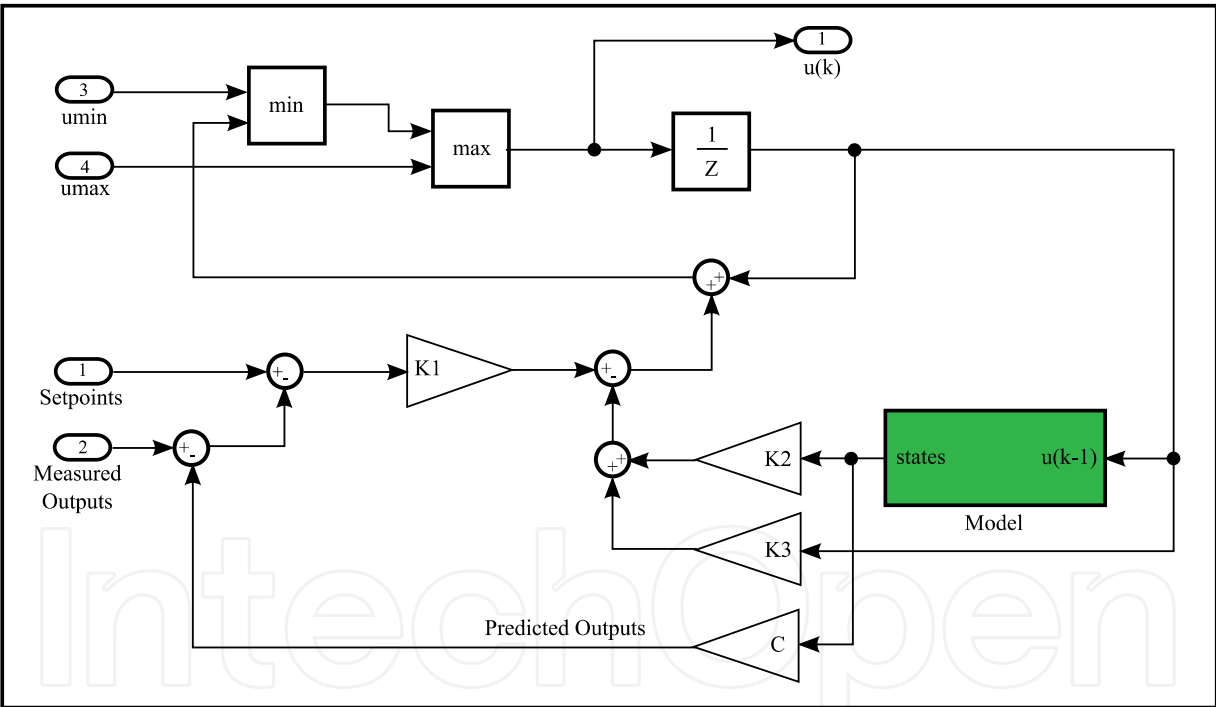 1
u(k)
3
umin
min
4
umax
max
1
Z
+
+
1
Setpoints
+
-
K1
+
-
2
Measured
Outputs
+
-
+
+
K2
states
u(k-1)
Model
K3
Predicted Outputs
C
IntechOpen